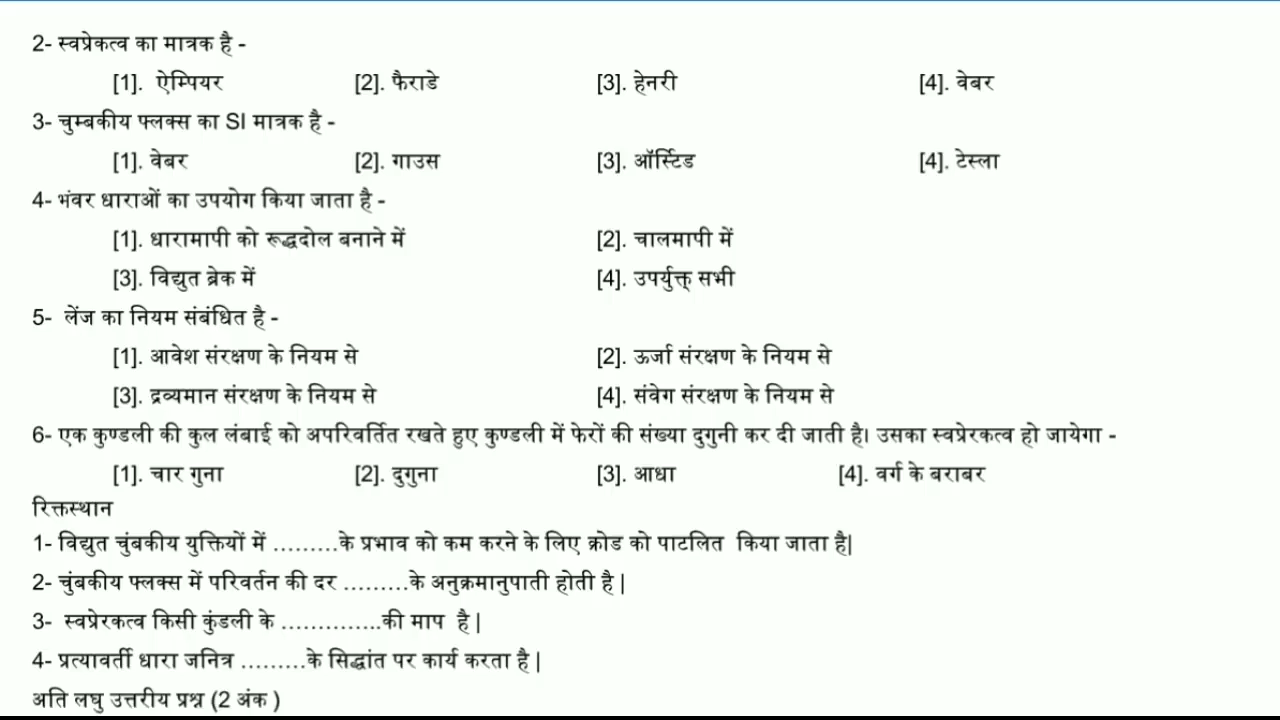 2- स्वप्रेकत्व का मात्रक है -
[1]. ऐम्पियर [2]. फैराडे [3]. हेनरी [4]. वेबर
3- चुम्बकीय फ्लक्स का SI मात्रक है -
[1]. वेबर [2]. गाउस [3]. ऑर्स्टिड [4]. टेस्ला
4- भंवर धाराओं का उपयोग किया जाता है -
[1]. धारामापी को रूद्धदोल बनाने में [2]. चालमापी में
[3]. विद्युत ब्रेक में [4]. उपर्युक्त् सभी
5- लेंज का नियम संबंधित है -
[1]. आवेश संरक्षण के नियम से [2]. ऊर्जा संरक्षण के नियम से
[3]. द्रव्यमान संरक्षण के नियम से [4]. संवेग संरक्षण के नियम से
6- एक कुण्डली की कुल लंबाई को अपरिवर्तित रखते हुए कुण्डली में फेरों की संख्या दुगुनी कर दी जाती है। उसका स्वप्रेरकत्व हो जायेगा -
[1]. चार गुना [2]. दुगुना [3]. आधा [4]. वर्ग के बराबर
रिक्तस्थान
1- विद्युत चुंबकीय युक्तियों में .........के प्रभाव को कम करने के लिए क्रोड को पाटलित किया जाता है|
2- चुंबकीय फ्लक्स में परिवर्तन की दर .........के अनुक्रमानुपाती होती है |
3- स्वप्रेरकत्व किसी कुंडली के ..............की माप है |
4- प्रत्यावर्ती धारा जनित्र .........के सिद्धांत पर कार्य करता है |
अति लघु उत्तरीय प्रश्न (2 अंक )